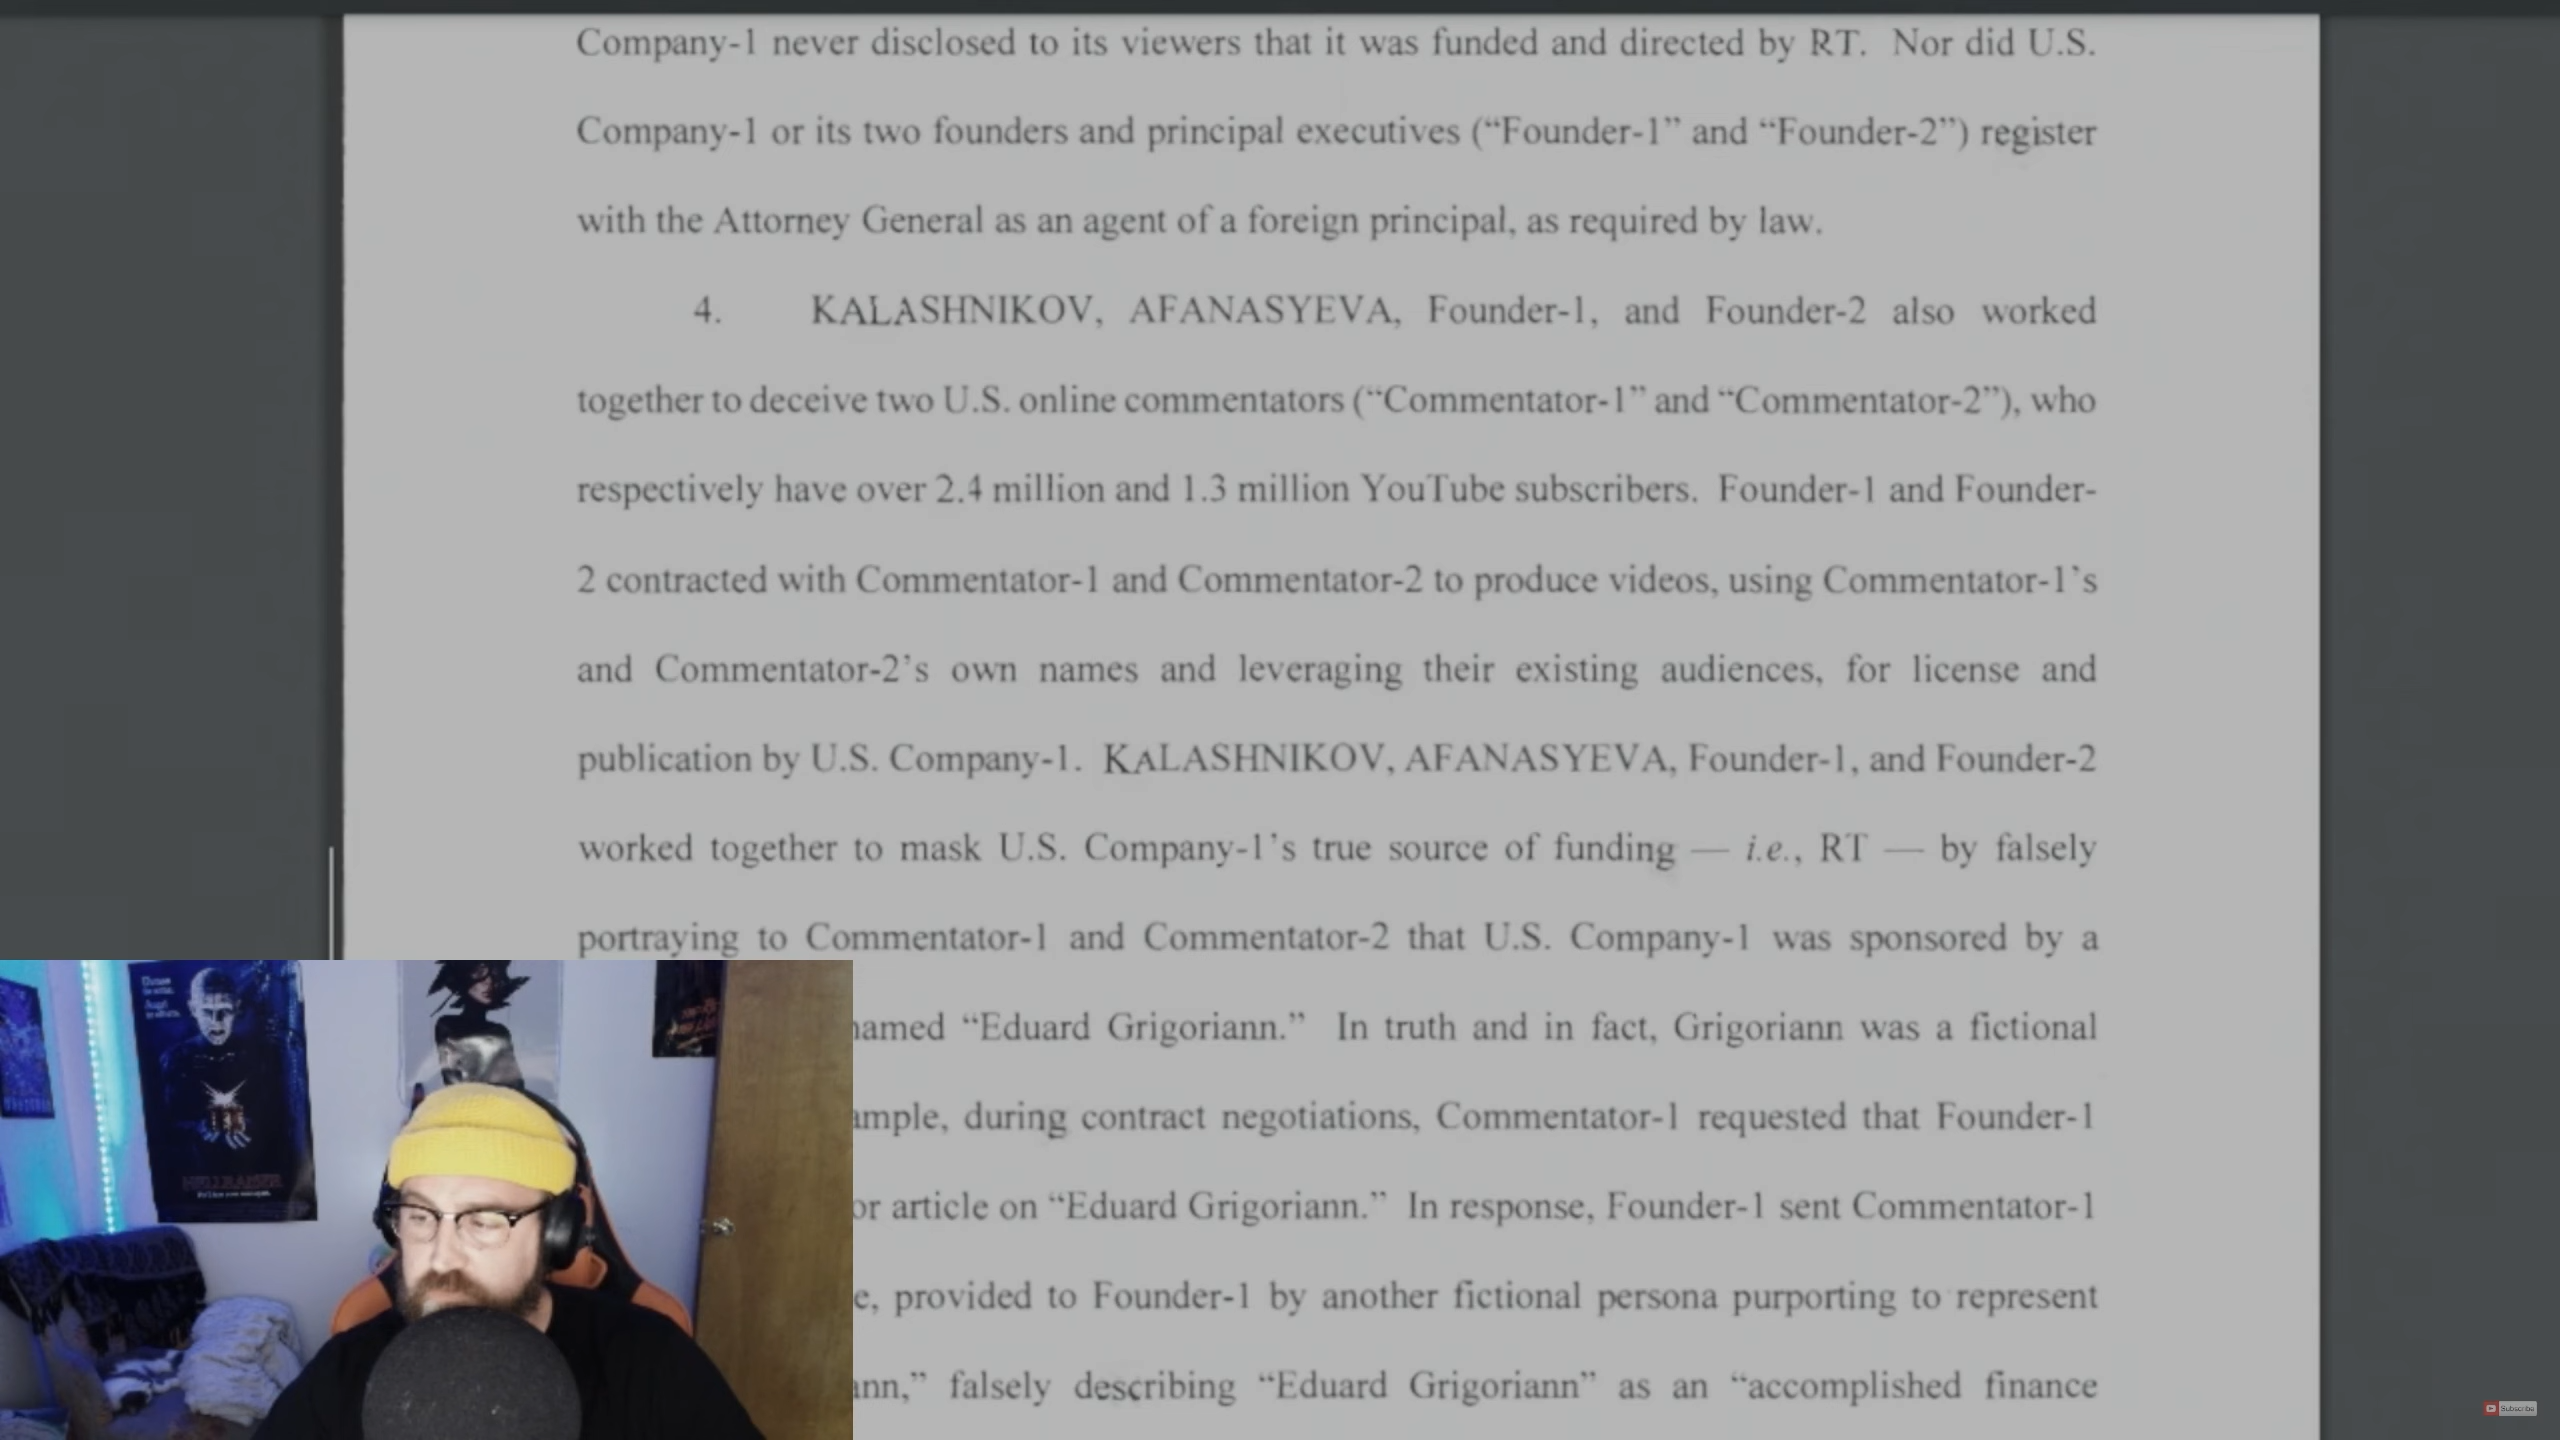 Company-1 never disclosed to its viewers that it was funded and directed by RT. Nor did U.S.
Company-1 or its two founders and principal executives (“Founder-1” and “Founder-2”) register
with the Attorney General as an agent of a foreign principal, as required by law.
4. KALASHNIKOV, AFANASYEVA, Founder-1, and Founder-2 also worked
together to deceive two U.S. online commentators (“Commentator-1” and “Commentator-2”), who
respectively have over 2.4 million and 1.3 million YouTube subscribers. Founder-1 and Founder-
2 contracted with Commentator-1 and Commentator-2 to produce videos, using Commentator-1’s
and Commentator-2’s own names and leveraging their existing audiences, for license and
publication by U.S. Company-1. KALASHNIKOV, AFANASYEVA, Founder-1, and Founder-2
worked together to mask U.S. Company-1’s true source of funding — i.e., RT — by falsely
portraying to Commentator-1 and Commentator-2 that U.S. Company-1 was sponsored by a
named “Eduard Grigoriann.” In truth and in fact, Grigoriann was a fictional
ample, during contract negotiations, Commentator-1 requested that Founder-1
or article on “Eduard Grigoriann.” In response, Founder-1 sent Commentator-1
e, provided to Founder-1 by another fictional persona purporting to represent
ann,” falsely describing “Eduard Grigoriann” as an “accomplished finance
HELLRAISER
Subscribe